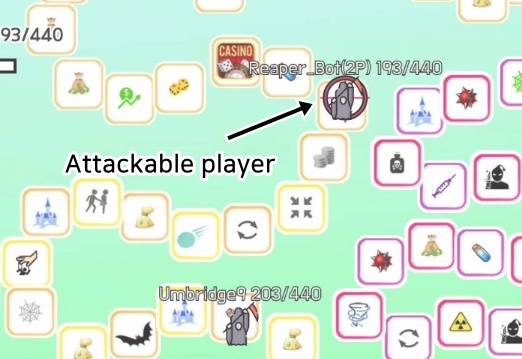 93/440
CASINO
Reaper_Bot(2P) 193/440
Attackable player
Umbridge9 203/440